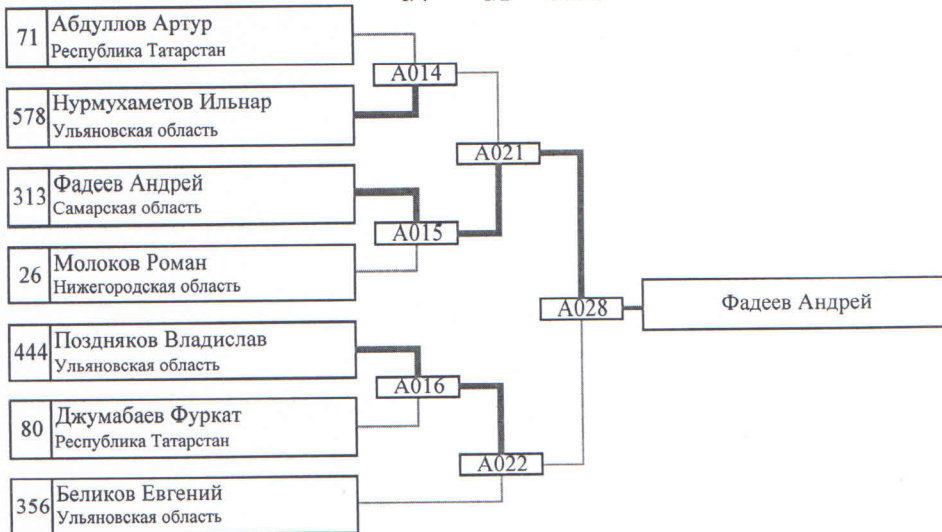 71
Абдуллов Артур
Республика Татарстан
A014
578
Нурмухаметов Ильнар
Ульяновская область
A021
313
Фадеев Андрей
Самарская область
A015
26
Молоков Роман
Нижегородская область
A028
Фадеев Андрей
444
Поздняков Владислав
Ульяновская область
A016
80
Джумабаев Фуркат
Республика Татарстан
A022
356
Беликов Евгений
Ульяновская область